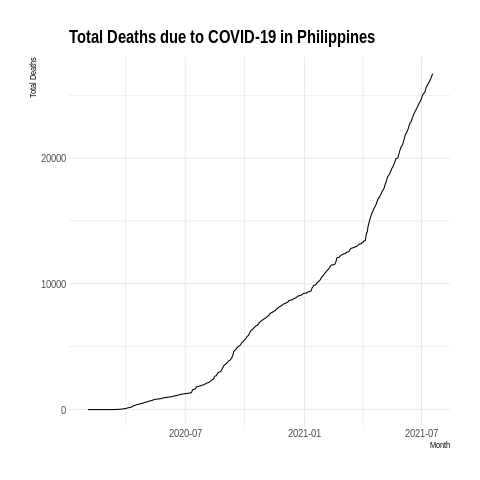 Total Deaths due to COVID-19 in Philippines
Total Deaths
20000
10000
0
2020-07 2021-01 2021-07
Month